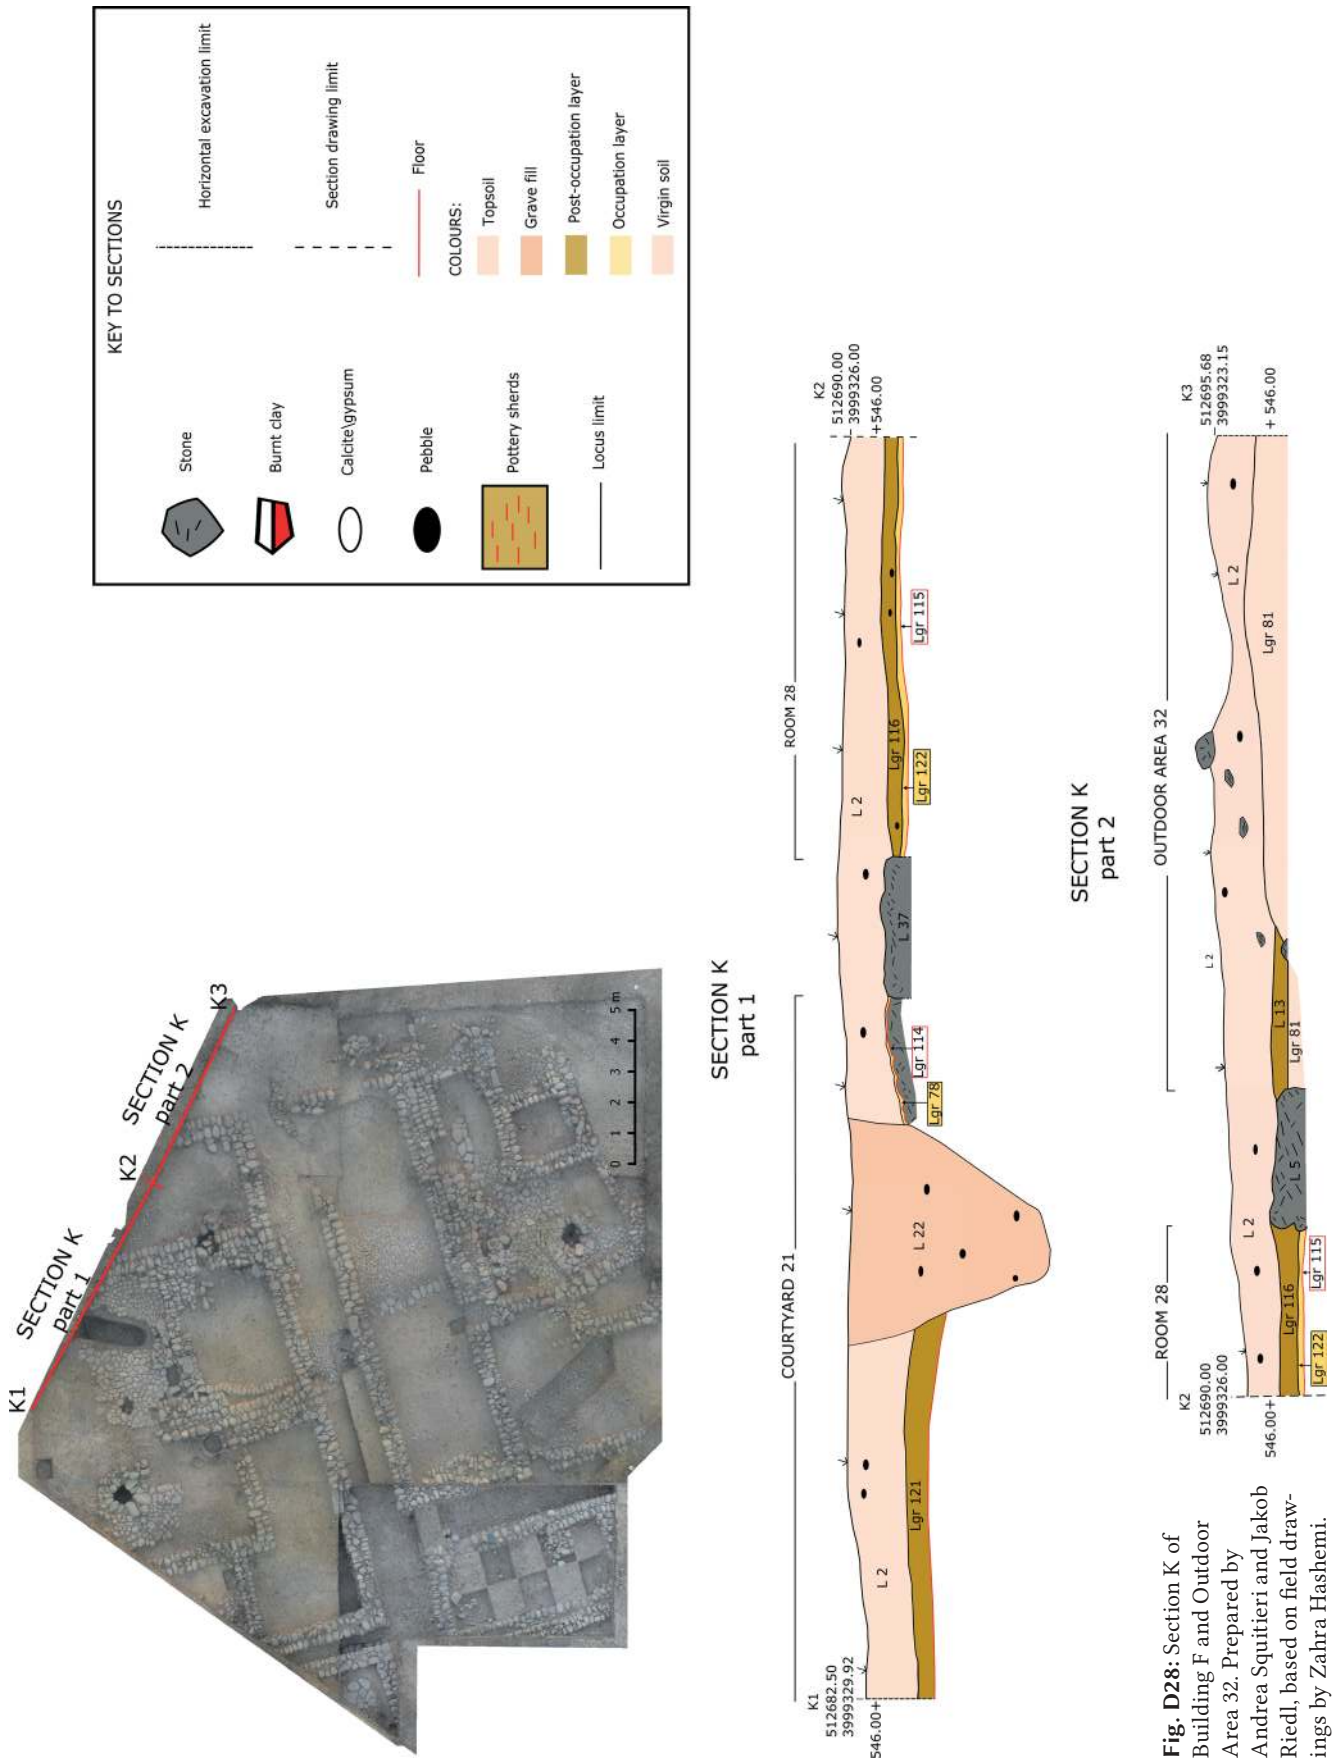 KEY TO SECTIONS
Stone
Burnt clay
Calcite\gypsum
Pebble
Pottery sherds
Locus limit
Horizontal excavation limit
Section drawing limit
Floor
COLOURS:
Topsoil
Grave fill
Post-occupation layer
Occupation layer
Virgin soil
K1
SECTION K
part 1
K2
SECTION K
part 2
K3
0 1 2 3 4 5 m
SECTION K
part 1
K1
512682.50
3999329.92
546.00+
COURTYARD 21
ROOM 28
K2
512690.00
3999326.00
+546.00
L 2
Lgr 121
L 22
Lgr 78
Lgr 114
L 37
L 2
Lgr 116
Lgr 122
Lgr 115
SECTION K
part 2
K2
512690.00
3999326.00
546.00+
ROOM 28
OUTDOOR AREA 32
K3
512695.68
3999323.15
+ 546.00
L 2
Lgr 116
Lgr 122
Lgr 115
L 5
L 13
Lgr 81
L 2
L 2
Lgr 81
Fig. D28: Section K of
Building F and Outdoor
Area 32. Prepared by
Andrea Squitieri and Jakob
Riedl, based on field draw-
ings by Zahra Hashemi.